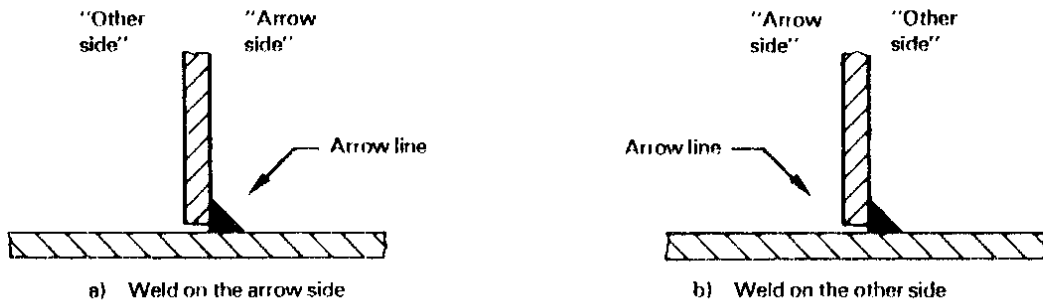 "Other
side"
"Arrow
side"
Arrow line
a) Weld on the arrow side
"Arrow
side"
"Other
side"
Arrow line
b) Weld on the other side